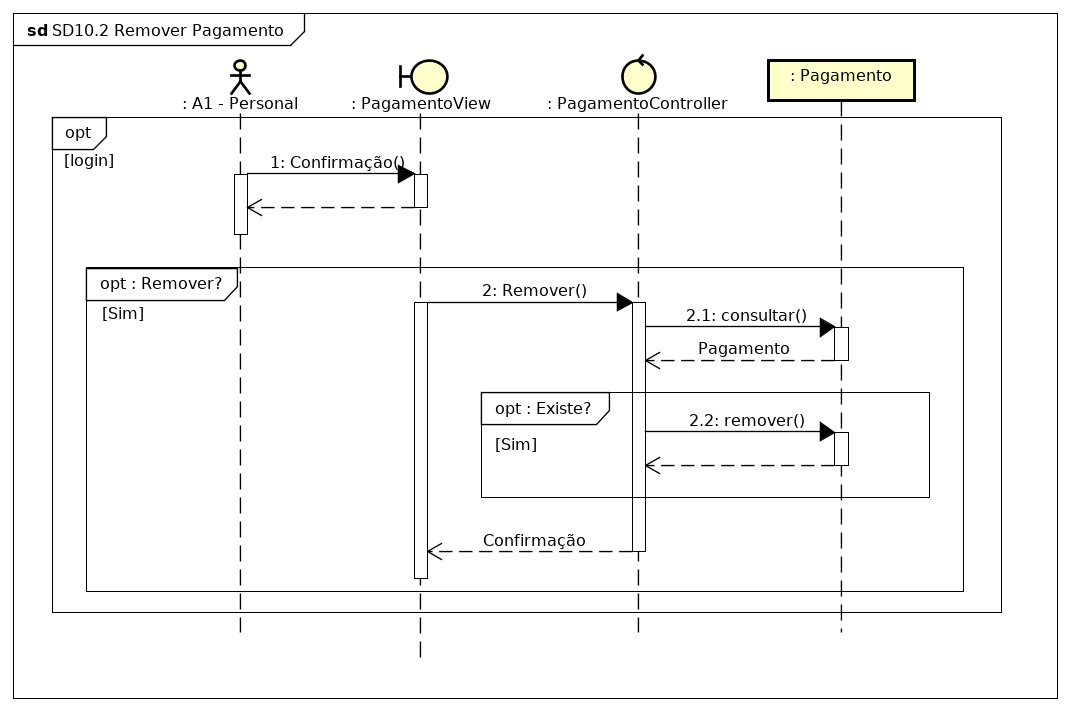 sd SD10.2 Remover Pagamento
: A1 - Personal
: PagamentoView
: PagamentoController
: Pagamento
opt
[login]
1: Confirmação()
opt : Remover?
[Sim]
2: Remover()
2.1: consultar()
Pagamento
opt : Existe?
[Sim]
2.2: remover()
Confirmação